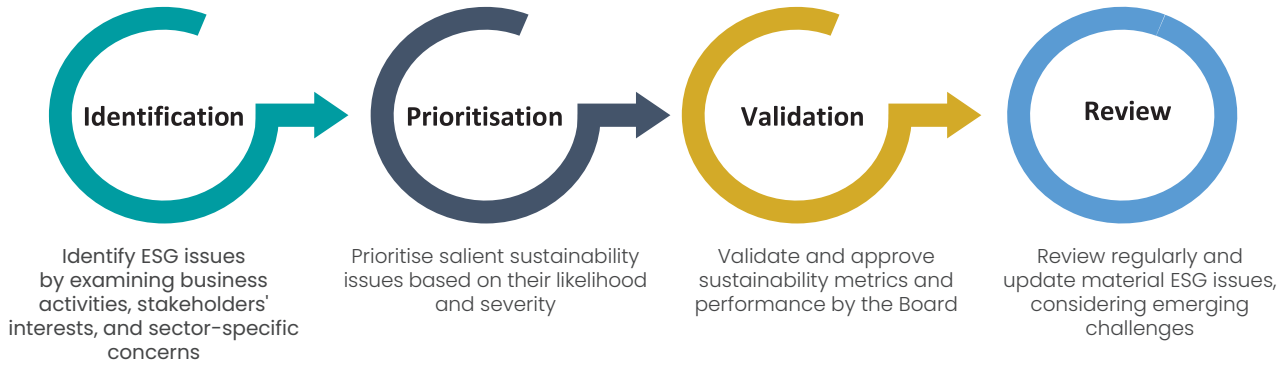 Identification
Prioritisation
Validation
Review
Identify ESG issues
by examining business
activities, stakeholders'
interests, and sector-specific
concerns
Prioritise salient sustainability
issues based on their likelihood
and severity
Validate and approve
sustainability metrics and
performance by the Board
Review regularly and
update material ESG issues,
considering emerging
challenges